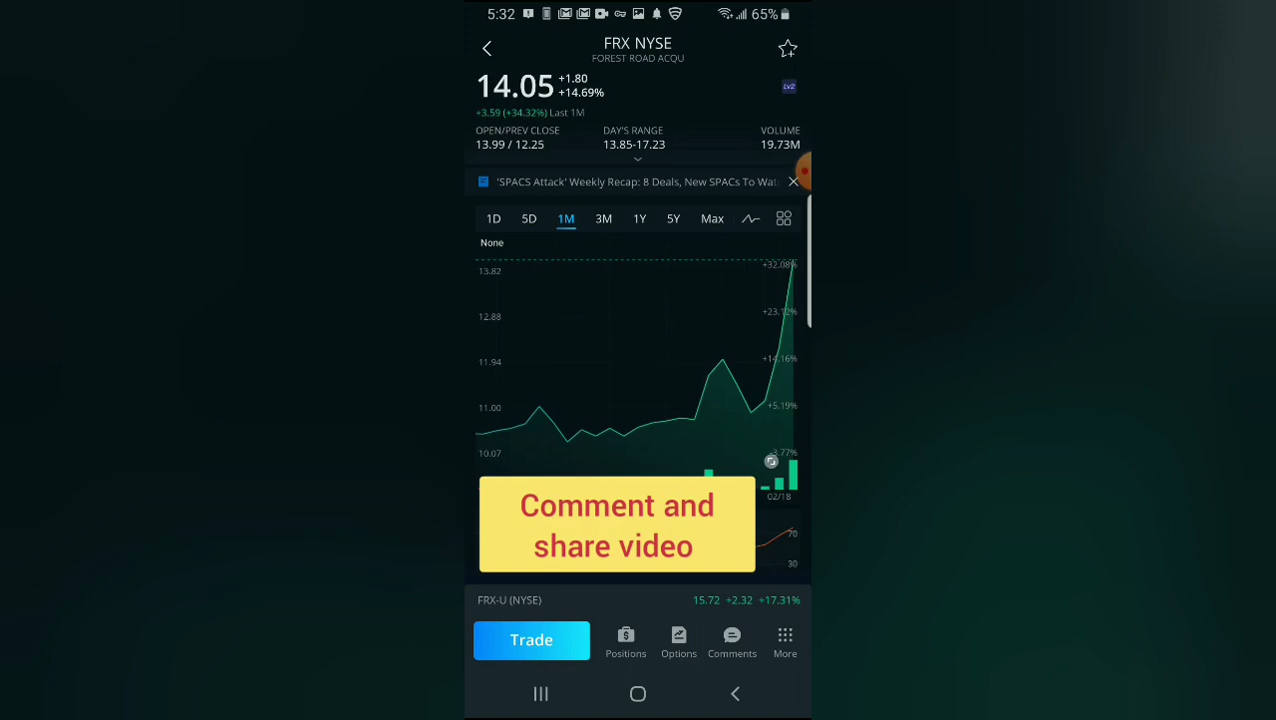 5:32
65%
FRX NYSE
FOREST ROAD ACQU
14.05
+1.80
+14.69%
Lv2
+3.59 (+34.32%) Last 1M
OPEN/PREV CLOSE DAY'S RANGE VOLUME
13.99 / 12.25 13.85-17.23 19.73M
'SPACS Attack' Weekly Recap: 8 Deals, New SPACs To Wat
1D 5D 1M 3M 1Y 5Y Max
None
13.82 +32.08%
12.88 +23.12%
11.94 +14.16%
11.00 +5.19%
10.07 -3.77%
02/18
Comment and
share video
70
30
FRX-U (NYSE) 15.72 +2.32 +17.31%
Trade
Positions Options Comments More